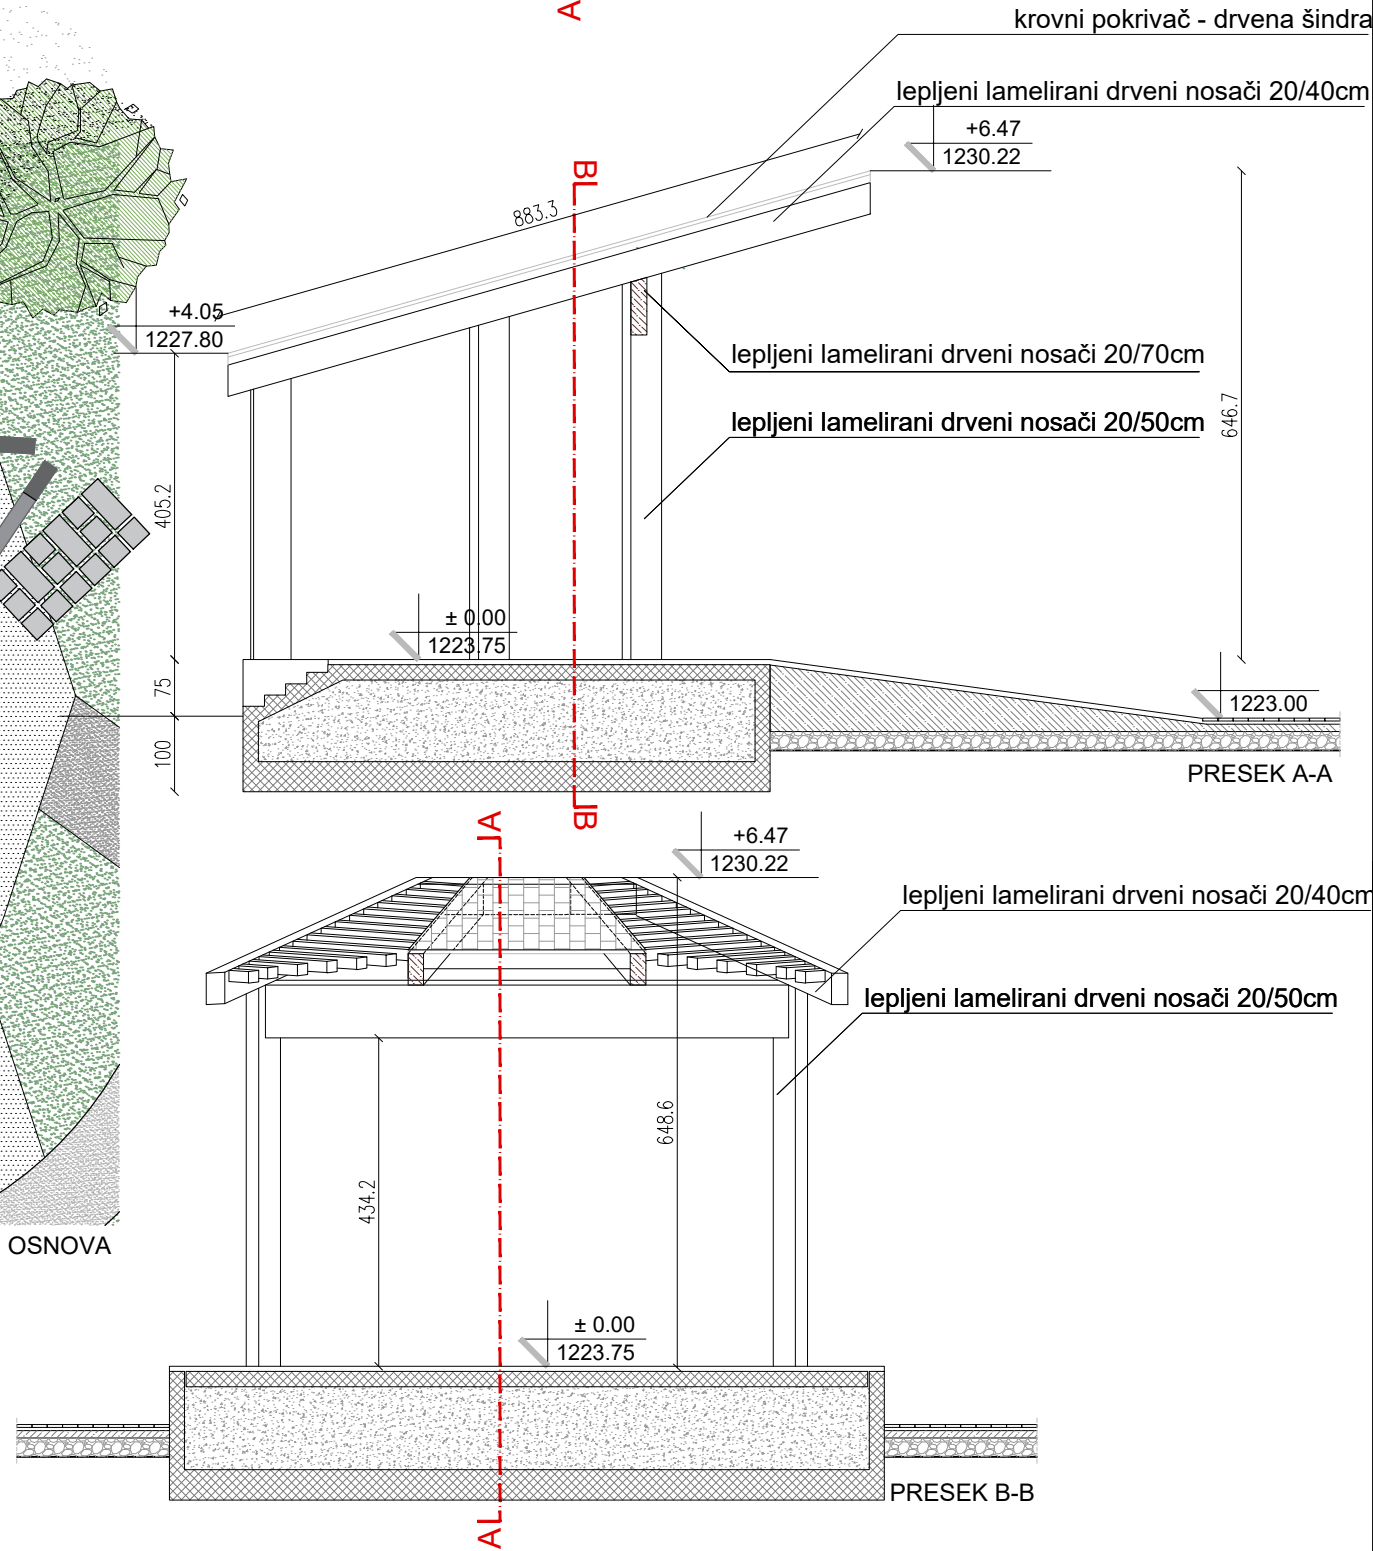 A
krovni pokrivač - drvena šindra
lepljeni lamelirani drveni nosači 20/40cm
+6.47
1230.22
B
883.3
+4.05
1227.80
lepljeni lamelirani drveni nosači 20/70cm
646.7
lepljeni lamelirani drveni nosači 20/50cm
405.2
± 0.00
1223.75
75
1223.00
100
PRESEK A-A
B
A
+6.47
1230.22
lepljeni lamelirani drveni nosači 20/40cm
lepljeni lamelirani drveni nosači 20/50cm
648.6
434.2
OSNOVA
± 0.00
1223.75
PRESEK B-B
A